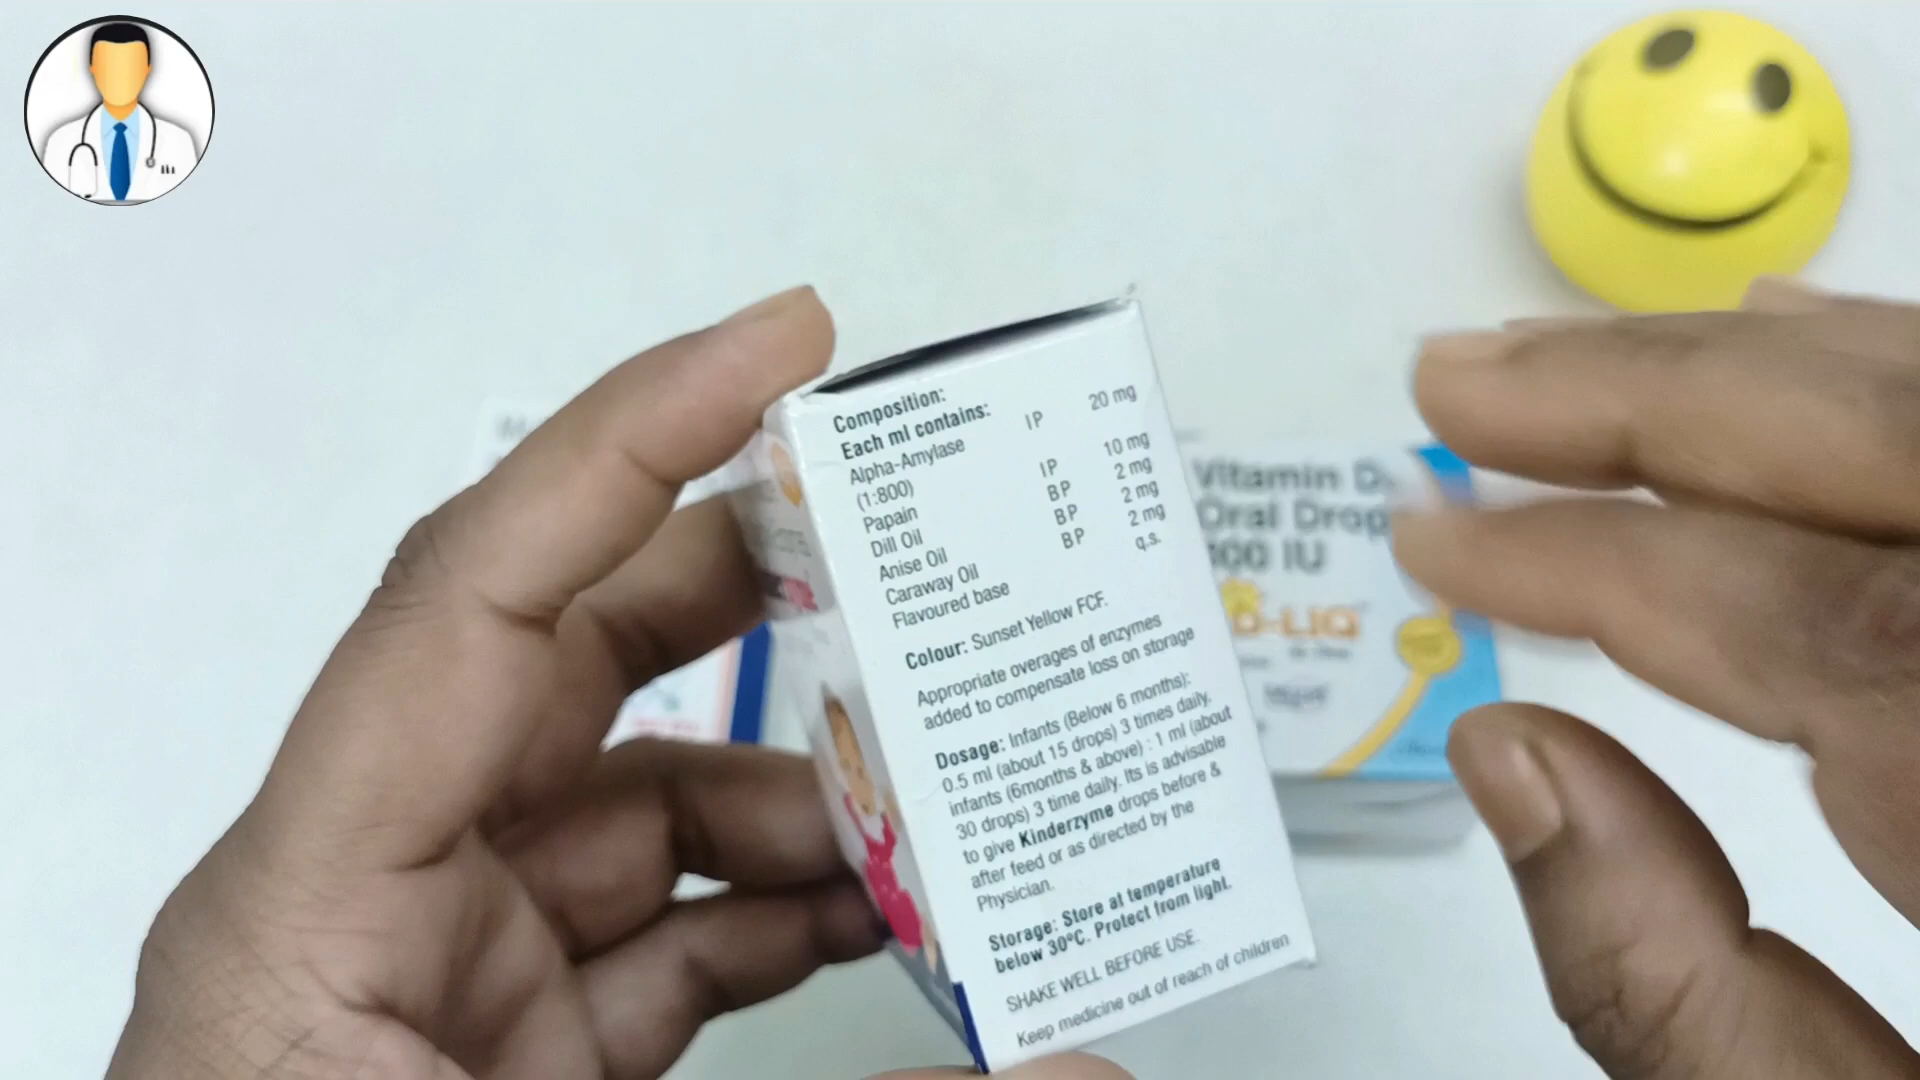 Composition:
Each ml contains:
Alpha-Amylase IP 20 mg
(1:800)
Papain IP 10 mg
Dill Oil BP 2 mg
Anise Oil BP 2 mg
Caraway Oil BP 2 mg
Flavoured base q.s.
Colour: Sunset Yellow FCF.
Appropriate overages of enzymes
added to compensate loss on storage
Dosage: Infants (Below 6 months):
0.5 ml (about 15 drops) 3 times daily.
infants (6months & above) : 1 ml (about
30 drops) 3 time daily. Its is advisable
to give Kinderzyme drops before &
after feed or as directed by the
Physician.
Storage: Store at temperature
below 30°C. Protect from light.
SHAKE WELL BEFORE USE.
Keep medicine out of reach of children
Vitamin D
Oral Drop
00 IU
D-LIQ